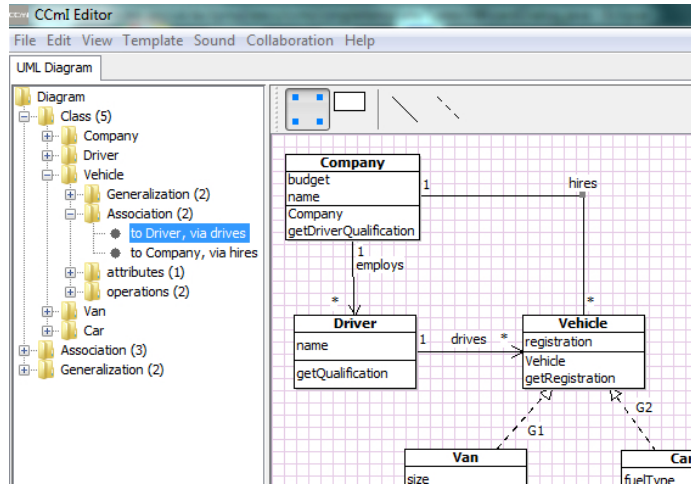 CCmI CCmI Editor
File Edit View Template Sound Collaboration Help
UML Diagram
Diagram
Class (5)
Company
Driver
Vehicle
Generalization (2)
Association (2)
to Driver, via drives
to Company, via hires
attributes (1)
operations (2)
Van
Car
Association (3)
Generalization (2)
Company
budget
name
Company
getDriverQualification
1
hires
1
employs
*
*
Driver
name
getQualification
1 drives *
Vehicle
registration
Vehicle
getRegistration
G1
G2
Van
size
Car
fuelType